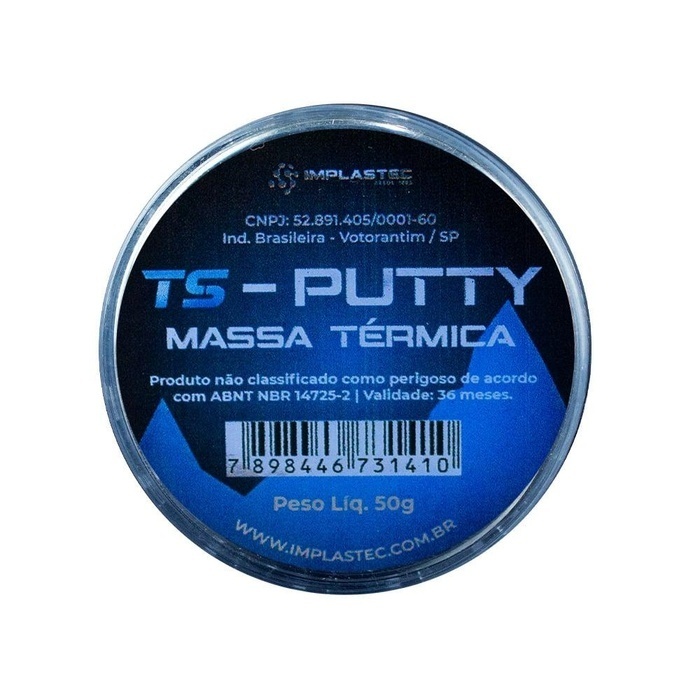 IMPLASTEC
CNPJ: 52.891.405/0001-60
Ind. Brasileira - Votorantim / SP
TS - PUTTY
MASSA TÉRMICA
Produto não classificado como perigoso de acordo
com ABNT NBR 14725-2 | Validade: 36 meses.
7 898446 731410
Peso Líq. 50g
WWW.IMPLASTEC.COM.BR